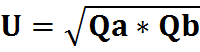 U = √Qa * Qb